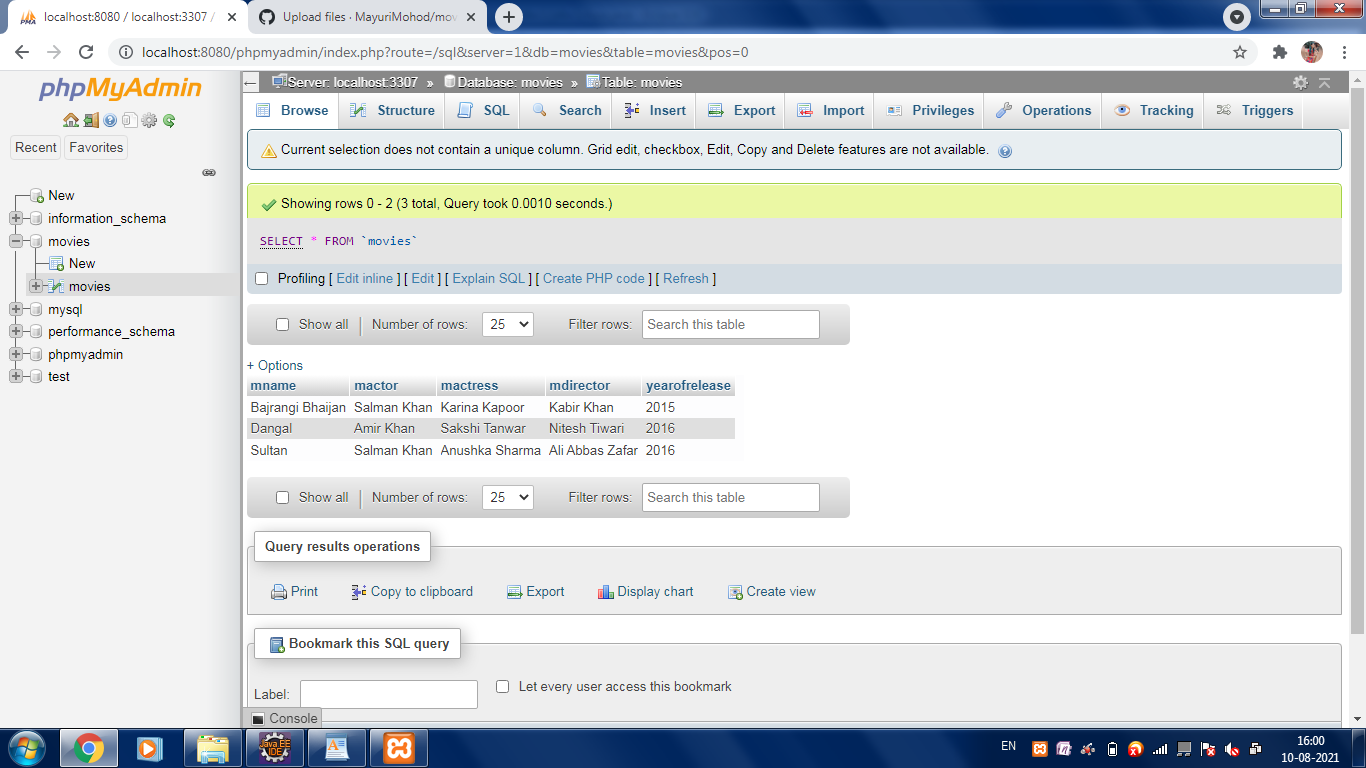 localhost:8080 / localhost:3307 /
Upload files · MayuriMohod/mov
localhost:8080/phpmyadmin/index.php?route=/sql&server=1&db=movies&table=movies&pos=0
phpMyAdmin
Recent Favorites
New
information_schema
movies
New
movies
mysql
performance_schema
phpmyadmin
test
Server: localhost:3307 » Database: movies » Table: movies
Browse Structure SQL Search Insert Export Import Privileges Operations Tracking Triggers
Current selection does not contain a unique column. Grid edit, checkbox, Edit, Copy and Delete features are not available.
Showing rows 0 - 2 (3 total, Query took 0.0010 seconds.)
SELECT * FROM `movies`
Profiling [ Edit inline ] [ Edit ] [ Explain SQL ] [ Create PHP code ] [ Refresh ]
Show all | Number of rows: 25 Filter rows: Search this table
+ Options
mname mactor mactress mdirector yearofrelease
Bajrangi Bhaijan Salman Khan Karina Kapoor Kabir Khan 2015
Dangal Amir Khan Sakshi Tanwar Nitesh Tiwari 2016
Sultan Salman Khan Anushka Sharma Ali Abbas Zafar 2016
Show all | Number of rows: 25 Filter rows: Search this table
Query results operations
Print Copy to clipboard Export Display chart Create view
Bookmark this SQL query
Label: Let every user access this bookmark
Console
Java EE
IDE
EN
16:00
10-08-2021